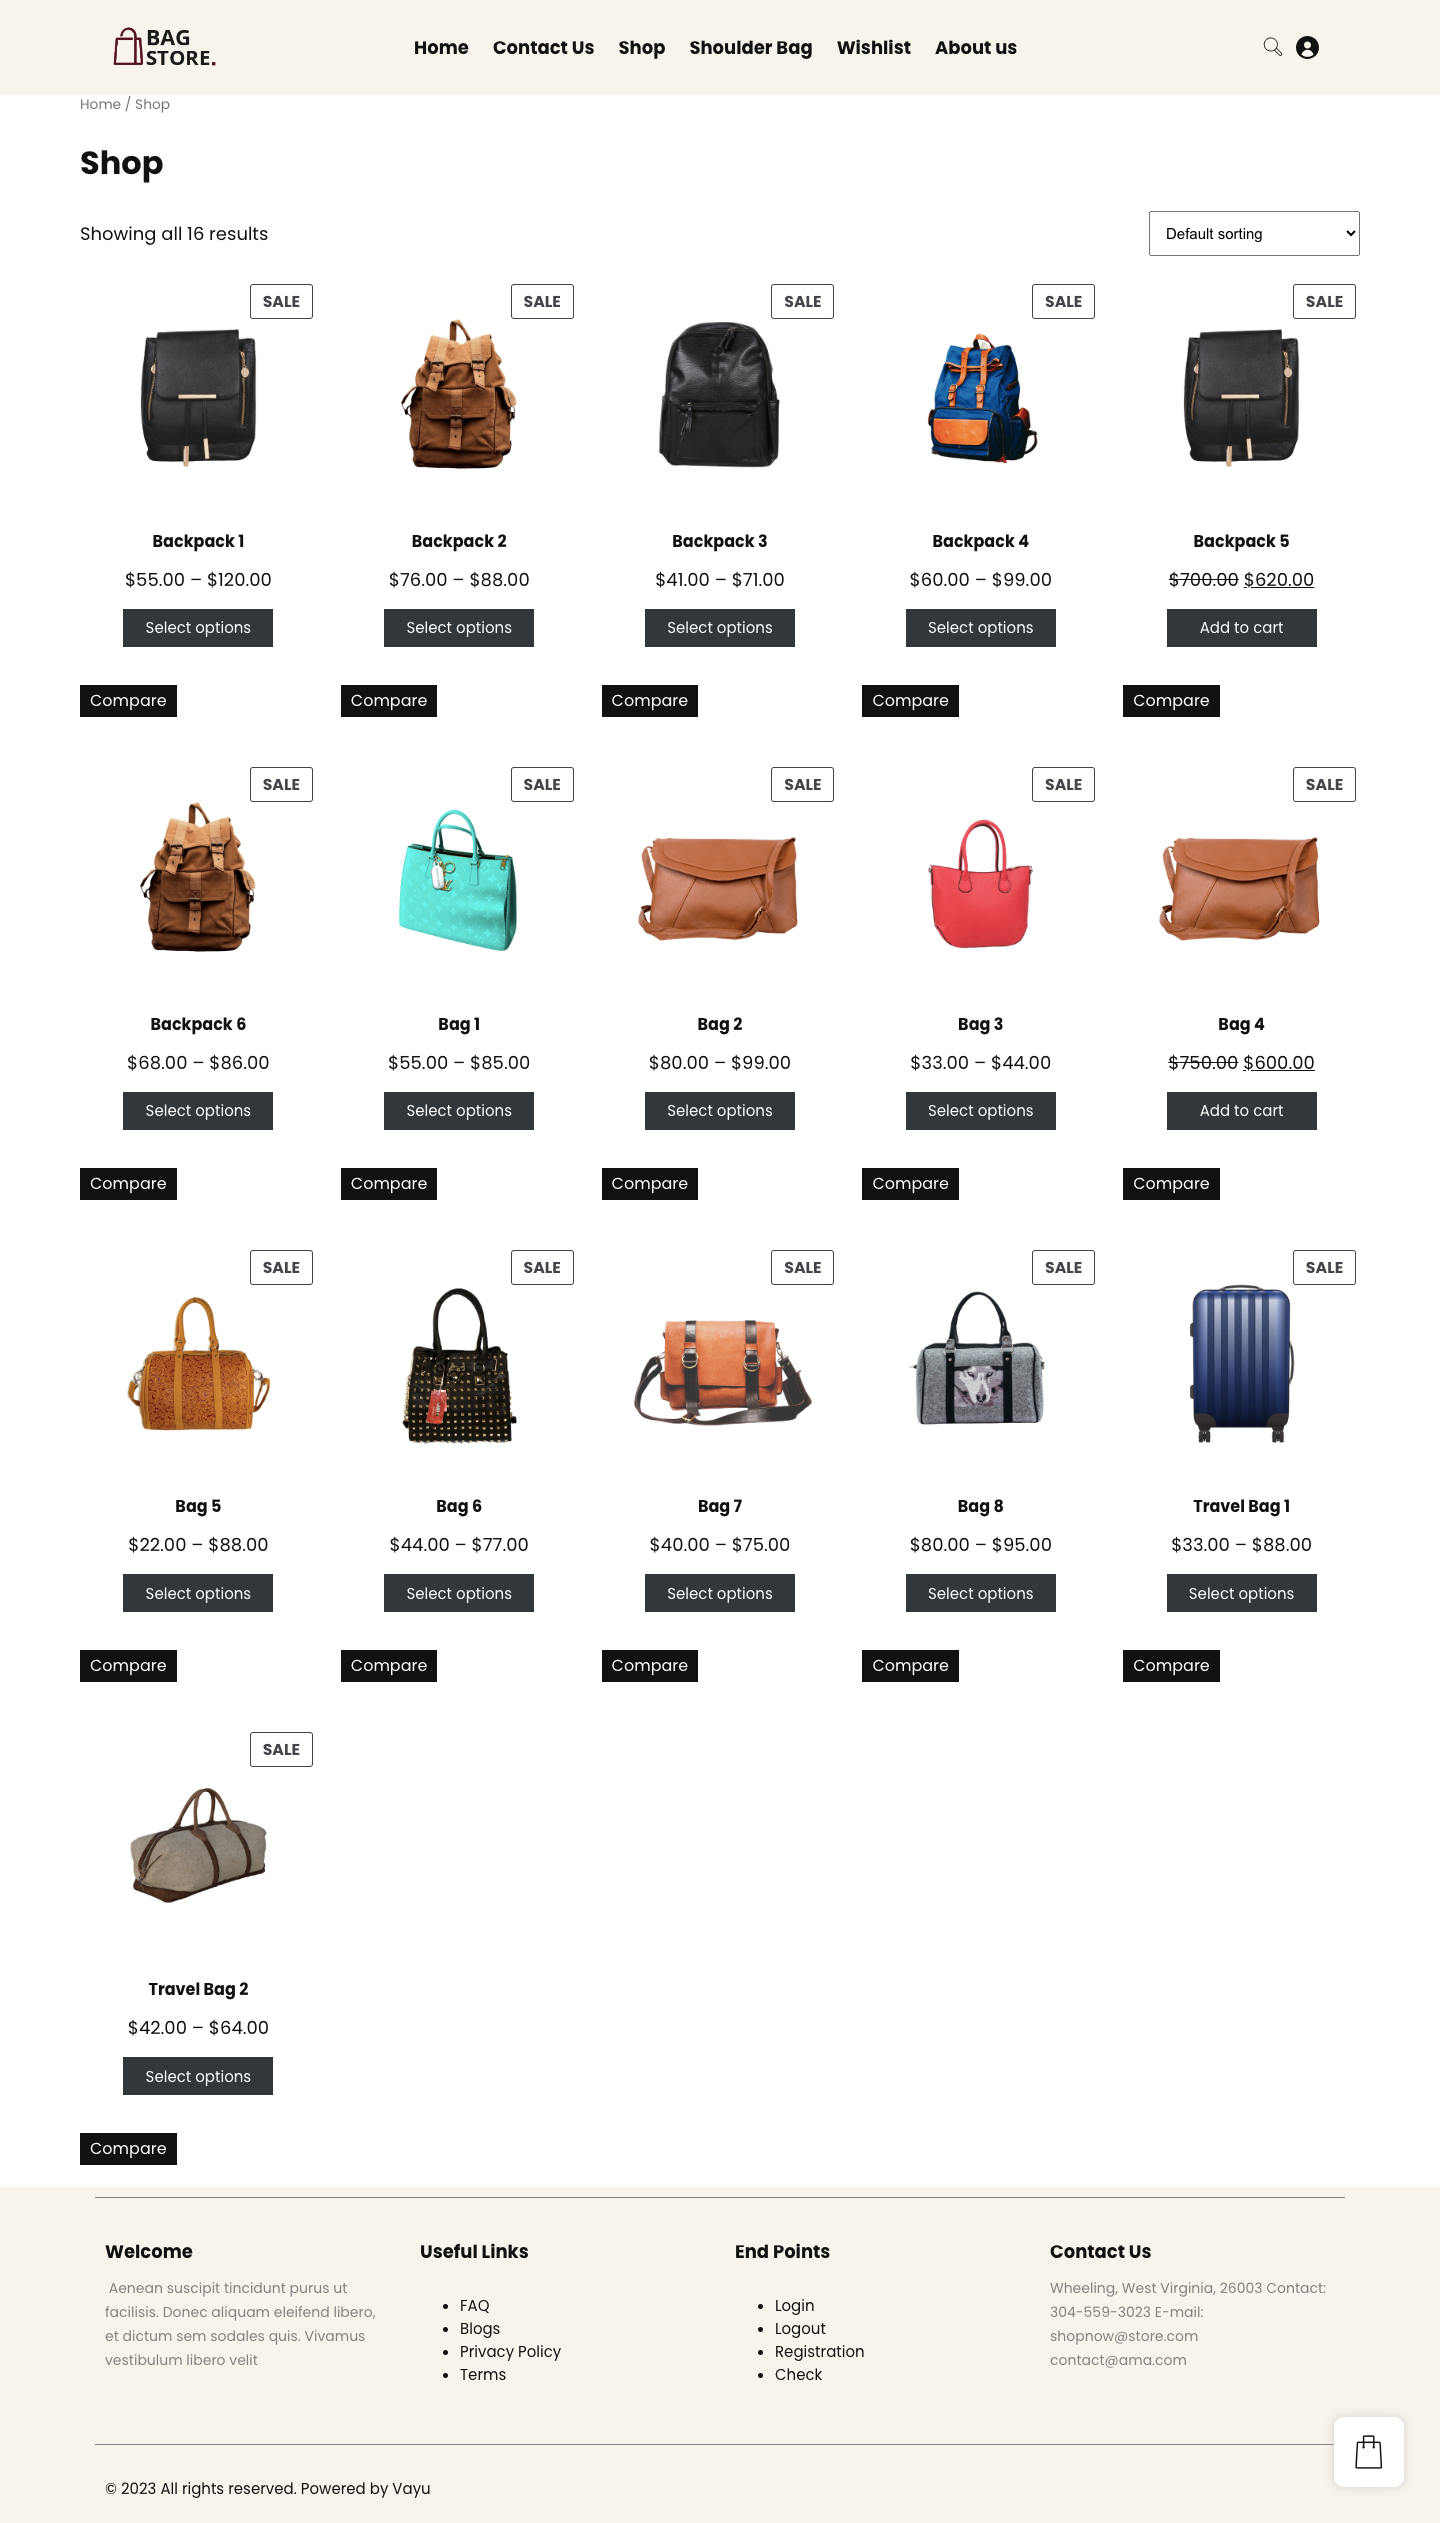 BAG
STORE.
Home Contact Us Shop Shoulder Bag Wishlist About us
Home / Shop
Shop
Showing all 16 results
Default sorting
SALE SALE SALE SALE SALE
Backpack 1 Backpack 2 Backpack 3 Backpack 4 Backpack 5
$55.00 – $120.00 $76.00 – $88.00 $41.00 – $71.00 $60.00 – $99.00 $700.00 $620.00
Select options Select options Select options Select options Add to cart
Compare Compare Compare Compare Compare
SALE SALE SALE SALE SALE
Backpack 6 Bag 1 Bag 2 Bag 3 Bag 4
$68.00 – $86.00 $55.00 – $85.00 $80.00 – $99.00 $33.00 – $44.00 $750.00 $600.00
Select options Select options Select options Select options Add to cart
Compare Compare Compare Compare Compare
SALE SALE SALE SALE SALE
Bag 5 Bag 6 Bag 7 Bag 8 Travel Bag 1
$22.00 – $88.00 $44.00 – $77.00 $40.00 – $75.00 $80.00 – $95.00 $33.00 – $88.00
Select options Select options Select options Select options Select options
Compare Compare Compare Compare Compare
SALE
Travel Bag 2
$42.00 – $64.00
Select options
Compare
Welcome
Aenean suscipit tincidunt purus ut
facilisis. Donec aliquam eleifend libero,
et dictum sem sodales quis. Vivamus
vestibulum libero velit
Useful Links
FAQ
Blogs
Privacy Policy
Terms
End Points
Login
Logout
Registration
Check
Contact Us
Wheeling, West Virginia, 26003 Contact:
304-559-3023 E-mail:
shopnow@store.com
contact@ama.com
© 2023 All rights reserved. Powered by Vayu